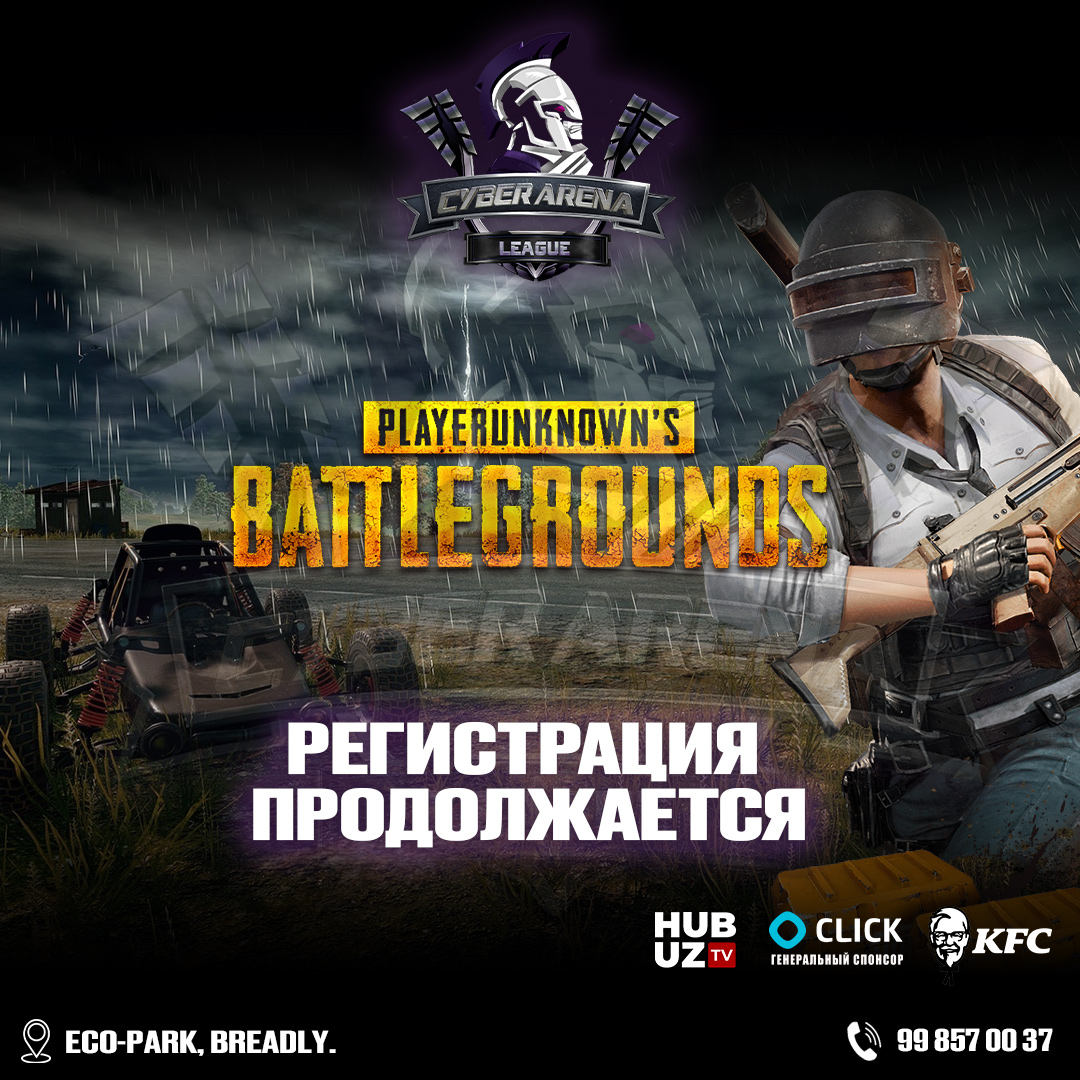 CYBER ARENA
LEAGUE
PLAYERUNKNOWN'S
BATTLEGROUNDS
РЕГИСТРАЦИЯ
ПРОДОЛЖАЕТСЯ
HUB
UZ TV
CLICK
ГЕНЕРАЛЬНЫЙ СПОНСОР
KFC
ECO-PARK, BREADLY.
99 857 00 37